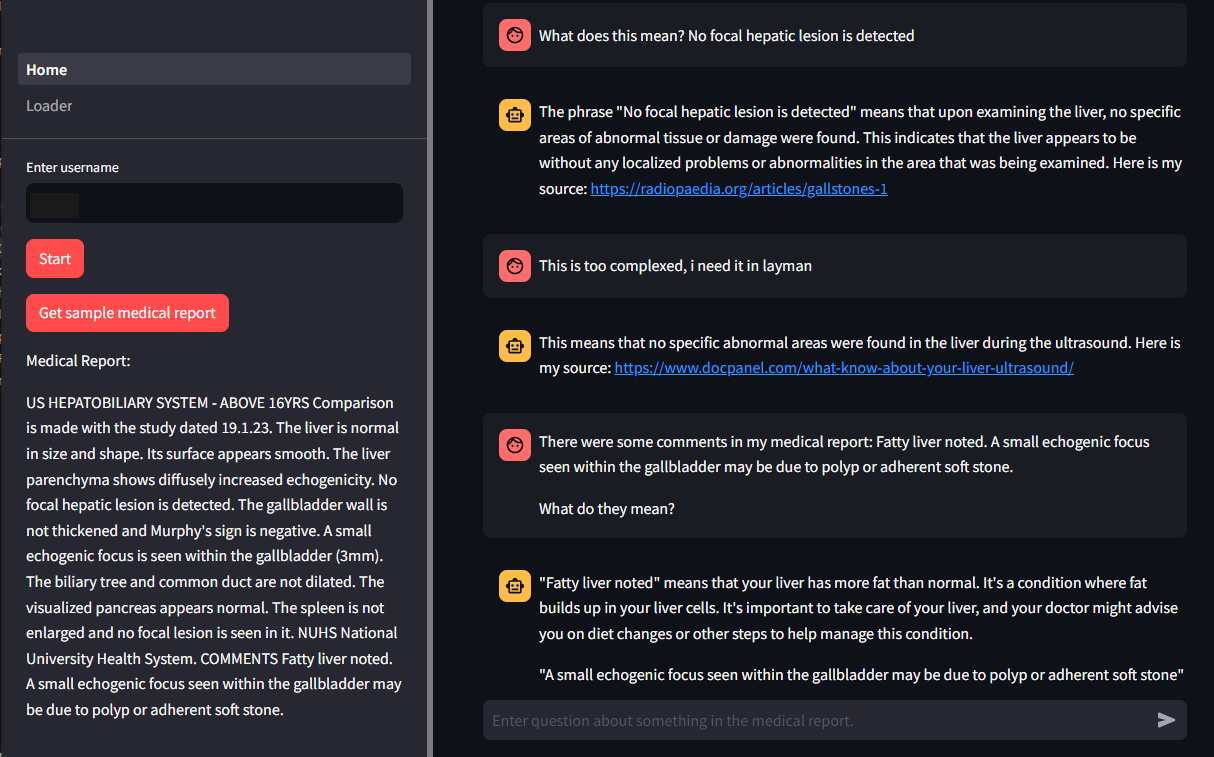 Home
Loader
Enter username
Start
Get sample medical report
Medical Report:
US HEPATOBILIARY SYSTEM - ABOVE 16YRS Comparison
is made with the study dated 19.1.23. The liver is normal
in size and shape. Its surface appears smooth. The liver
parenchyma shows diffusely increased echogenicity. No
focal hepatic lesion is detected. The gallbladder wall is
not thickened and Murphy's sign is negative. A small
echogenic focus is seen within the gallbladder (3mm).
The biliary tree and common duct are not dilated. The
visualized pancreas appears normal. The spleen is not
enlarged and no focal lesion is seen in it. NUHS National
University Health System. COMMENTS Fatty liver noted.
A small echogenic focus seen within the gallbladder may
be due to polyp or adherent soft stone.
What does this mean? No focal hepatic lesion is detected
The phrase "No focal hepatic lesion is detected" means that upon examining the liver, no specific
areas of abnormal tissue or damage were found. This indicates that the liver appears to be
without any localized problems or abnormalities in the area that was being examined. Here is my
source: https://radiopaedia.org/articles/gallstones-1
This is too complexed, i need it in layman
This means that no specific abnormal areas were found in the liver during the ultrasound. Here is
my source: https://www.docpanel.com/what-know-about-your-liver-ultrasound/
There were some comments in my medical report: Fatty liver noted. A small echogenic focus
seen within the gallbladder may be due to polyp or adherent soft stone.
What do they mean?
"Fatty liver noted" means that your liver has more fat than normal. It's a condition where fat
builds up in your liver cells. It's important to take care of your liver, and your doctor might advise
you on diet changes or other steps to help manage this condition.
"A small echogenic focus seen within the gallbladder may be due to polyp or adherent soft stone"
Enter question about something in the medical report.